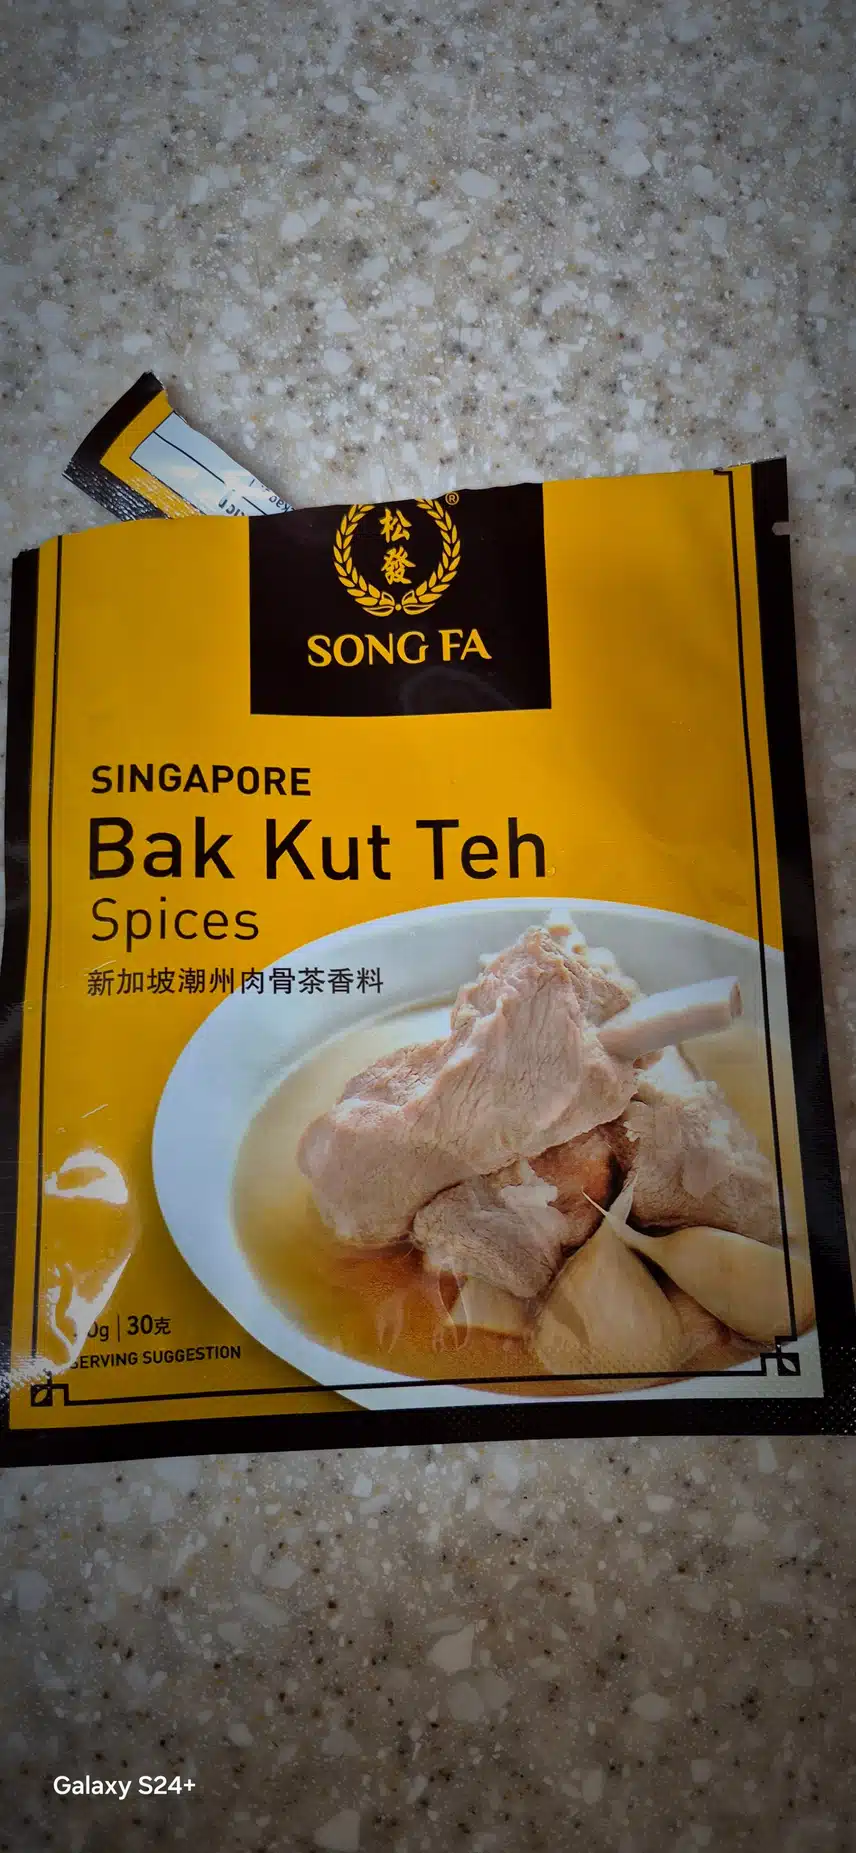 松
發
®
SONG FA
SINGAPORE
Bak Kut Teh
Spices
新加坡潮州肉骨茶香料
0g | 30克
SERVING SUGGESTION
Galaxy S24+